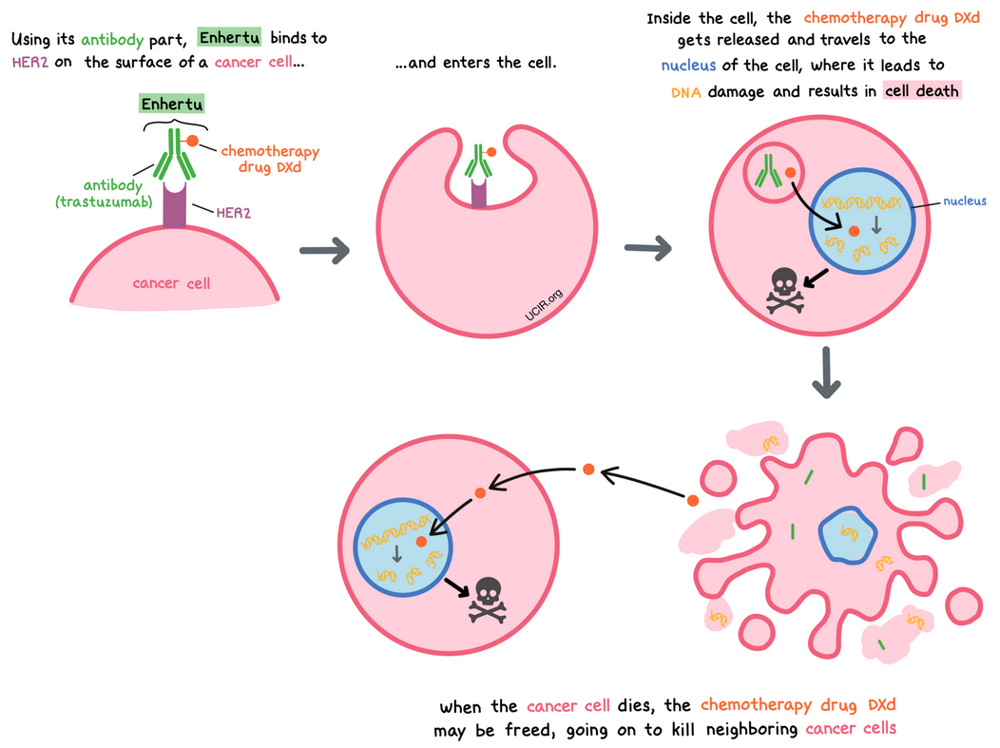 Using its antibody part, Enhertu binds to
HER2 on the surface of a cancer cell...
...and enters the cell.
Inside the cell, the chemotherapy drug DXd
gets released and travels to the
nucleus of the cell, where it leads to
DNA damage and results in cell death
Enhertu
chemotherapy
drug DXd
antibody
(trastuzumab)
HER2
cancer cell
UCIR.org
nucleus
when the cancer cell dies, the chemotherapy drug DXd
may be freed, going on to kill neighboring cancer cells